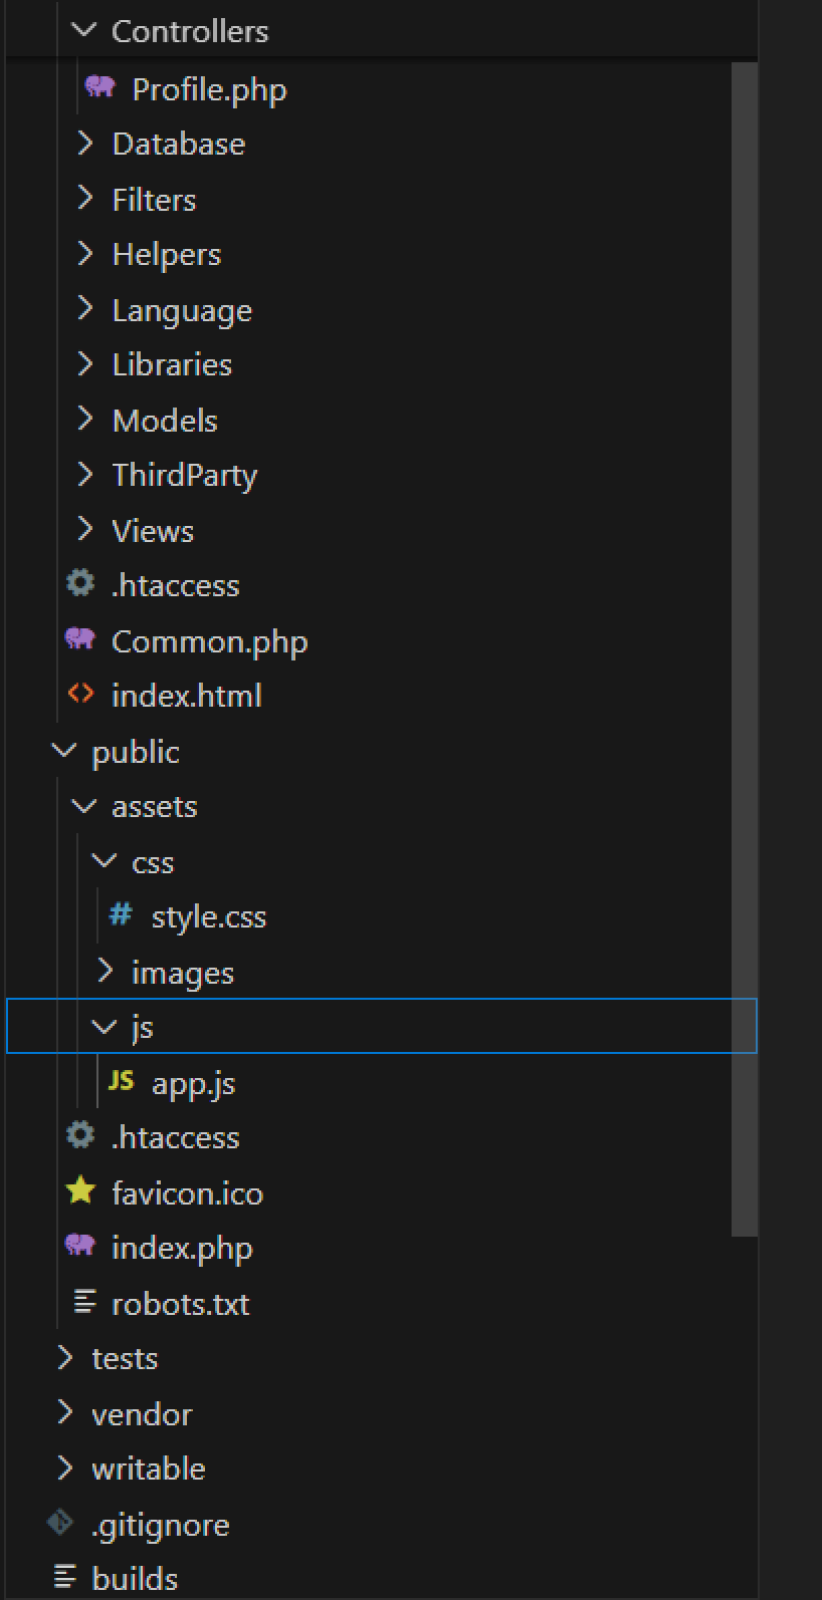 Controllers
Profile.php
Database
Filters
Helpers
Language
Libraries
Models
ThirdParty
Views
.htaccess
Common.php
<> index.html
public
assets
css
# style.css
images
js
JS app.js
.htaccess
favicon.ico
index.php
robots.txt
tests
vendor
writable
.gitignore
builds